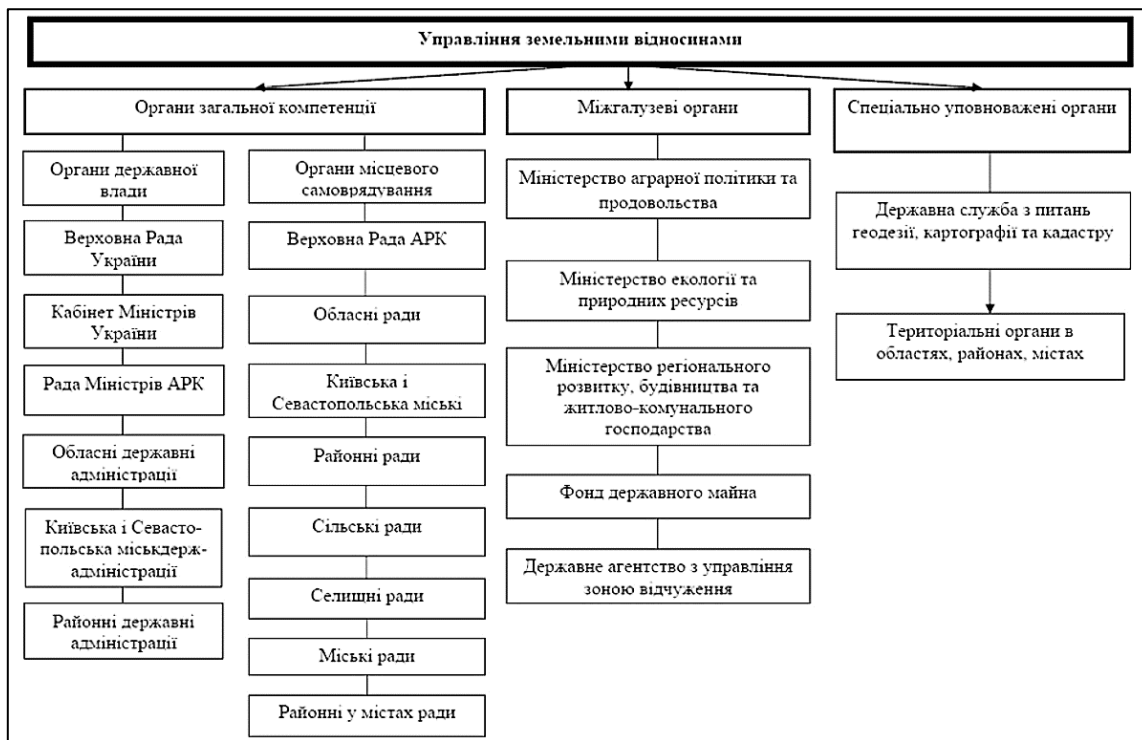 Управління земельними відносинами
Органи загальної компетенції
Органи державної
влади
Верховна Рада
України
Кабінет Міністрів
України
Рада Міністрів АРК
Обласні державні
адміністрації
Київська і Севасто-
польська міськдерж-
адміністрації
Районні державні
адміністрації
Органи місцевого
самоврядування
Верховна Рада АРК
Обласні ради
Київська і
Севастопольська міські
Районні ради
Сільські ради
Селищні ради
Міські ради
Районні у містах ради
Міжгалузеві органи
Міністерство аграрної політики та
продовольства
Міністерство екології та
природних ресурсів
Міністерство регіонального
розвитку, будівництва та
житлово-комунального
господарства
Фонд державного майна
Державне агентство з управління
зоною відчуження
Спеціально уповноважені органи
Державна служба з питань
геодезії, картографії та кадастру
Територіальні органи в
областях, районах, містах